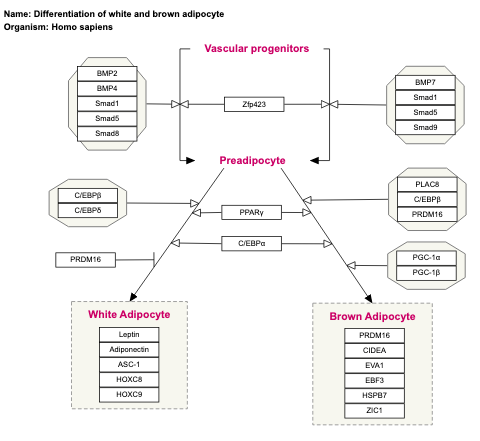 Name: Differentiation of white and brown adipocyte
Organism: Homo sapiens
Vascular progenitors
BMP2
BMP4
Smad1
Smad5
Smad8
Zfp423
BMP7
Smad1
Smad5
Smad9
Preadipocyte
C/EBPβ
C/EBPδ
PPARγ
PLAC8
C/EBPβ
PRDM16
C/EBPα
PRDM16
PGC-1α
PGC-1β
White Adipocyte
Leptin
Adiponectin
ASC-1
HOXC8
HOXC9
Brown Adipocyte
PRDM16
CIDEA
EVA1
EBF3
HSPB7
ZIC1